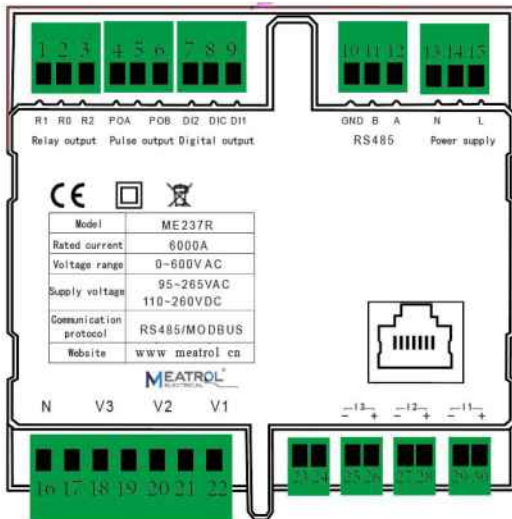 1 2 3 4 5 6 7 8 9 10 11 12 13 14 15
R1 R0 R2 POA POB DI2 DIC DI1 GND B A N L
Relay output Pulse output Digital output RS485 Power supply
CE
Model ME237R
Rated current 6000A
Voltage range 0~600VAC
Supply voltage 95~265VAC
110~260VDC
Communication protocol RS485/MODBUS
Website www meatrol cn
MEATROL
ELECTRICAL
N V3 V2 V1
I3 I2 I1
- + - + - +
16 17 18 19 20 21 22 23 24 25 26 27 28 29 30